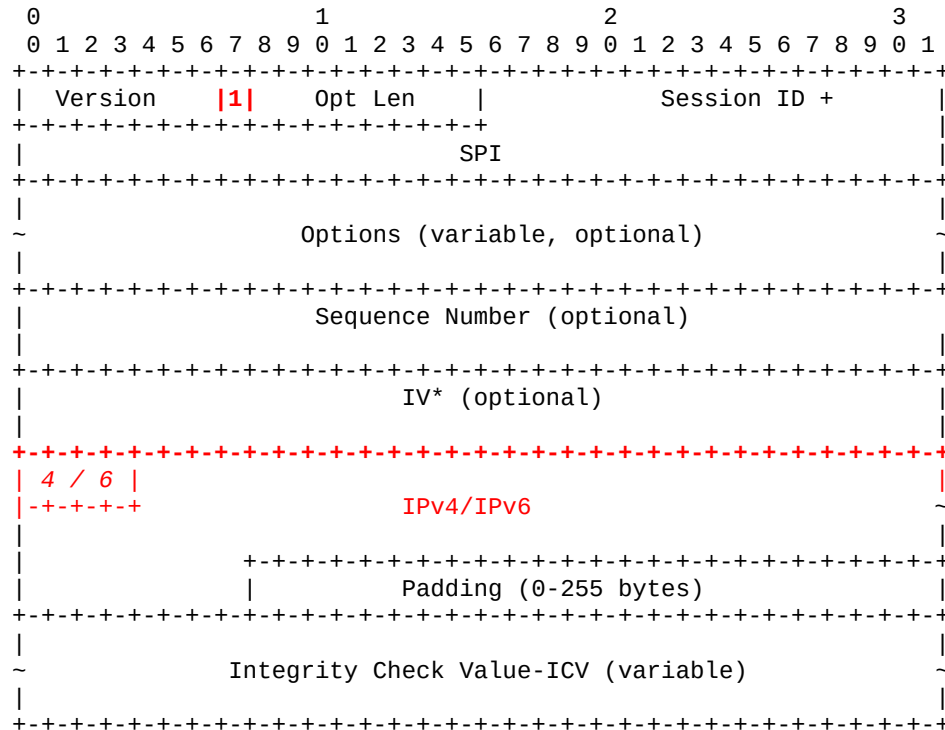 0                   1                   2                   3
 0 1 2 3 4 5 6 7 8 9 0 1 2 3 4 5 6 7 8 9 0 1 2 3 4 5 6 7 8 9 0 1
+-+-+-+-+-+-+-+-+-+-+-+-+-+-+-+-+-+-+-+-+-+-+-+-+-+-+-+-+-+-+-+-+
|  Version    |1|    Opt Len    |            Session ID +       |
+-+-+-+-+-+-+-+-+-+-+-+-+-+-+-+-+                               |
|                              SPI                              |
+-+-+-+-+-+-+-+-+-+-+-+-+-+-+-+-+-+-+-+-+-+-+-+-+-+-+-+-+-+-+-+-+
|                                                               |
~                   Options (variable, optional)                ~
|                                                               |
+-+-+-+-+-+-+-+-+-+-+-+-+-+-+-+-+-+-+-+-+-+-+-+-+-+-+-+-+-+-+-+-+
|                    Sequence Number (optional)
|                                                               |
+-+-+-+-+-+-+-+-+-+-+-+-+-+-+-+-+-+-+-+-+-+-+-+-+-+-+-+-+-+-+-+-+
|                          IV* (optional)                       |
|                                                               |
+-+-+-+-+-+-+-+-+-+-+-+-+-+-+-+-+-+-+-+-+-+-+-+-+-+-+-+-+-+-+-+-+
| 4 / 6 |                                                       |
|-+-+-+-+                  IPv4/IPv6                            ~
|                                                               |
|               +-+-+-+-+-+-+-+-+-+-+-+-+-+-+-+-+-+-+-+-+-+-+-+-+
|               |          Padding (0-255 bytes)                |
+-+-+-+-+-+-+-+-+-+-+-+-+-+-+-+-+-+-+-+-+-+-+-+-+-+-+-+-+-+-+-+-+
|                                                               |
~              Integrity Check Value-ICV (variable)             ~
|                                                               |
+-+-+-+-+-+-+-+-+-+-+-+-+-+-+-+-+-+-+-+-+-+-+-+-+-+-+-+-+-+-+-+-+